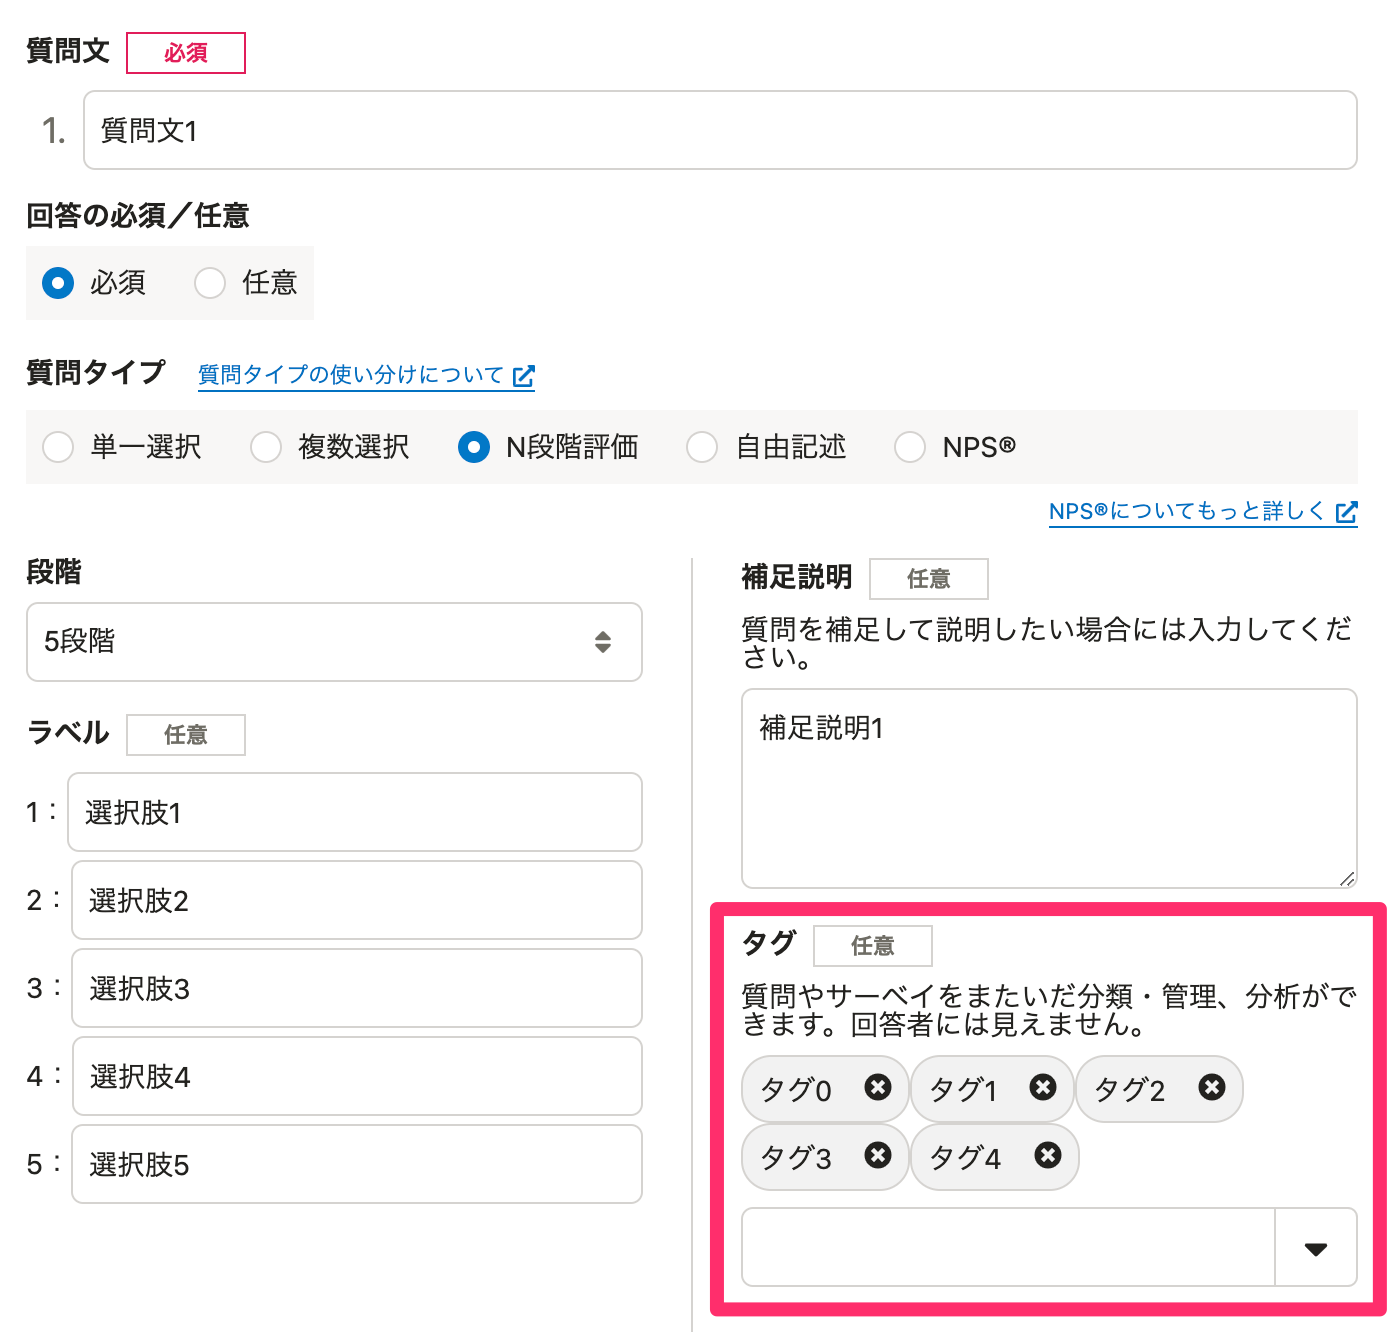 質問文 必須
1. 質問文1
回答の必須／任意
必須 任意
質問タイプ 質問タイプの使い分けについて
単一選択 複数選択 N段階評価 自由記述 NPS®
NPS®についてもっと詳しく
段階
5段階
ラベル 任意
1： 選択肢1
2： 選択肢2
3： 選択肢3
4： 選択肢4
5： 選択肢5
補足説明 任意
質問を補足して説明したい場合には入力してくだ
さい。
補足説明1
タグ 任意
質問やサーベイをまたいだ分類・管理、分析がで
きます。回答者には見えません。
タグ0 タグ1 タグ2
タグ3 タグ4